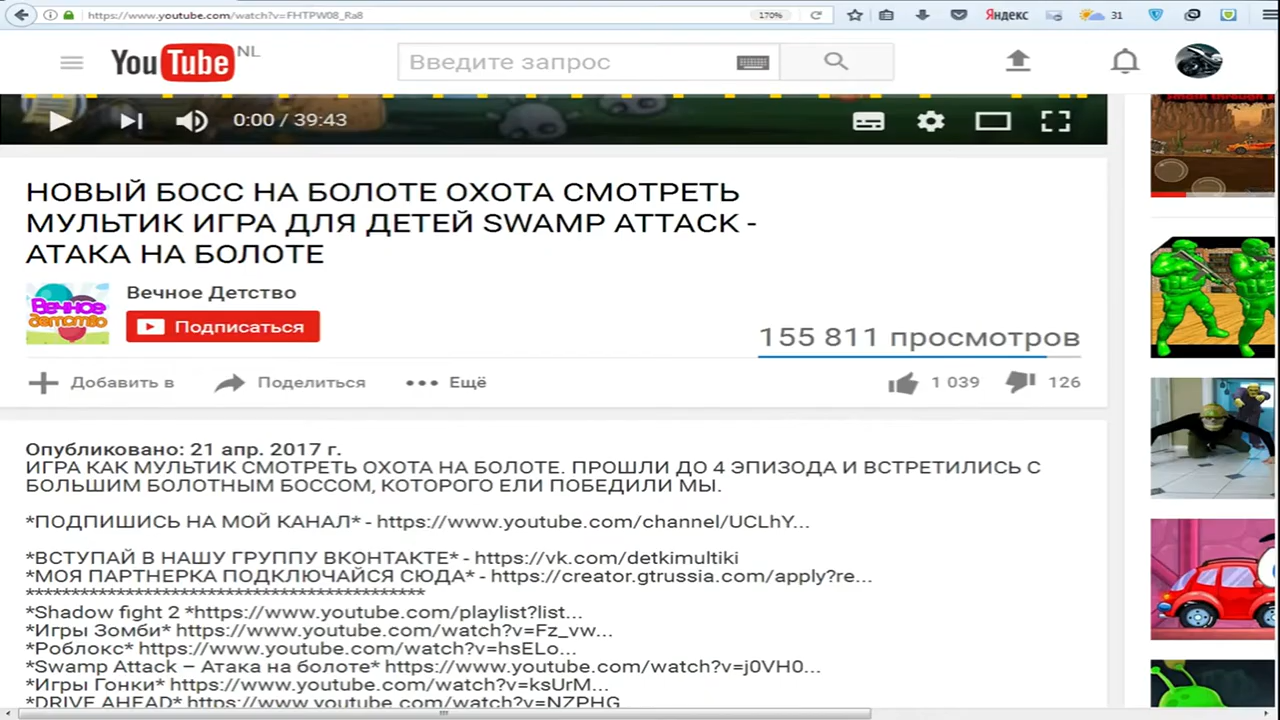 https://www.youtube.com/watch?v=FHTPW08_Ra8
170%
Яндекс
31
YouTube NL
Введите запрос
0:00 / 39:43
НОВЫЙ БОСС НА БОЛОТЕ ОХОТА СМОТРЕТЬ
МУЛЬТИК ИГРА ДЛЯ ДЕТЕЙ SWAMP ATTACK -
АТАКА НА БОЛОТЕ
Вечное Детство
Вечное
детство
Подписаться
155 811 просмотров
Добавить в
Поделиться
Ещё
1 039
126
Опубликовано: 21 апр. 2017 г.
ИГРА КАК МУЛЬТИК СМОТРЕТЬ ОХОТА НА БОЛОТЕ. ПРОШЛИ ДО 4 ЭПИЗОДА И ВСТРЕТИЛИСЬ С
БОЛЬШИМ БОЛОТНЫМ БОССОМ, КОТОРОГО ЕЛИ ПОБЕДИЛИ МЫ.
*ПОДПИШИСЬ НА МОЙ КАНАЛ* - https://www.youtube.com/channel/UCLhY...
*ВСТУПАЙ В НАШУ ГРУППУ ВКОНТАКТЕ* - https://vk.com/detkimultiki
*МОЯ ПАРТНЕРКА ПОДКЛЮЧАЙСЯ СЮДА* - https://creator.gtrussia.com/apply?re...
******************************************
*Shadow fight 2 *https://www.youtube.com/playlist?list...
*Игры Зомби* https://www.youtube.com/watch?v=Fz_vw...
*Роблокс* https://www.youtube.com/watch?v=hsELo...
*Swamp Attack – Атака на болоте* https://www.youtube.com/watch?v=j0VH0...
*Игры Гонки* https://www.youtube.com/watch?v=ksUrM...
*DRIVE AHEAD* https://www.youtube.com/watch?v=NZPHG